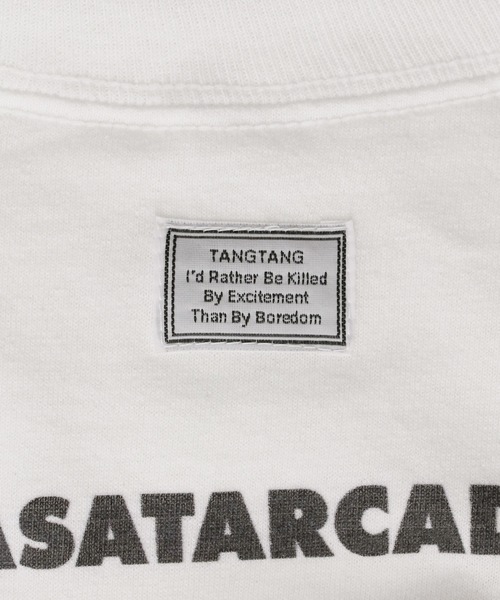 TANGTANG
I'd Rather Be Killed
By Excitement
Than By Boredom
ASATARCAD